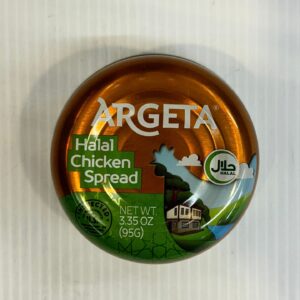 ARGETA®
Halal
Chicken
Spread
حلال
HALAL
NET WT
3.35 OZ
(95G)